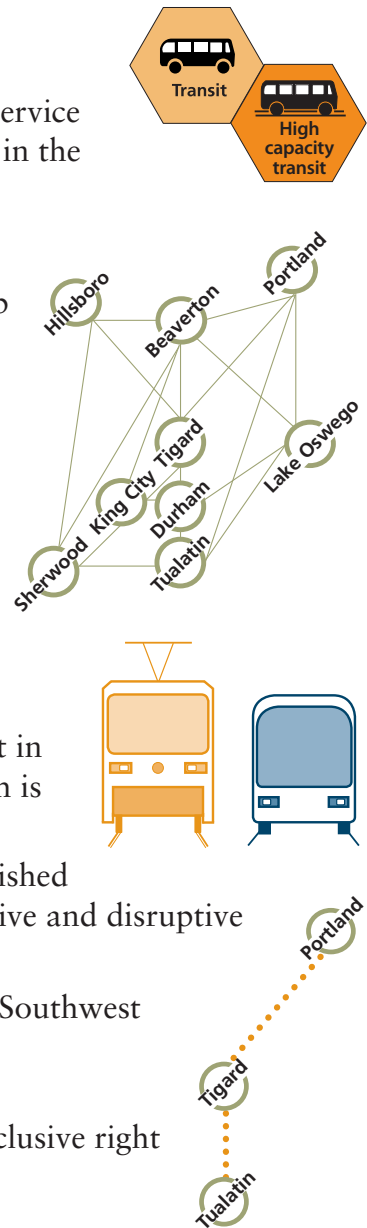 Transit
High
capacity
transit
ervice
in the
p
Portland
Hillsboro
Beaverton
Tigard
Lake Oswego
King City
Durham
Sherwood
Tualatin
t in
n is
ished
ive and disruptive
Portland
Southwest
Tigard
clusive right
Tualatin